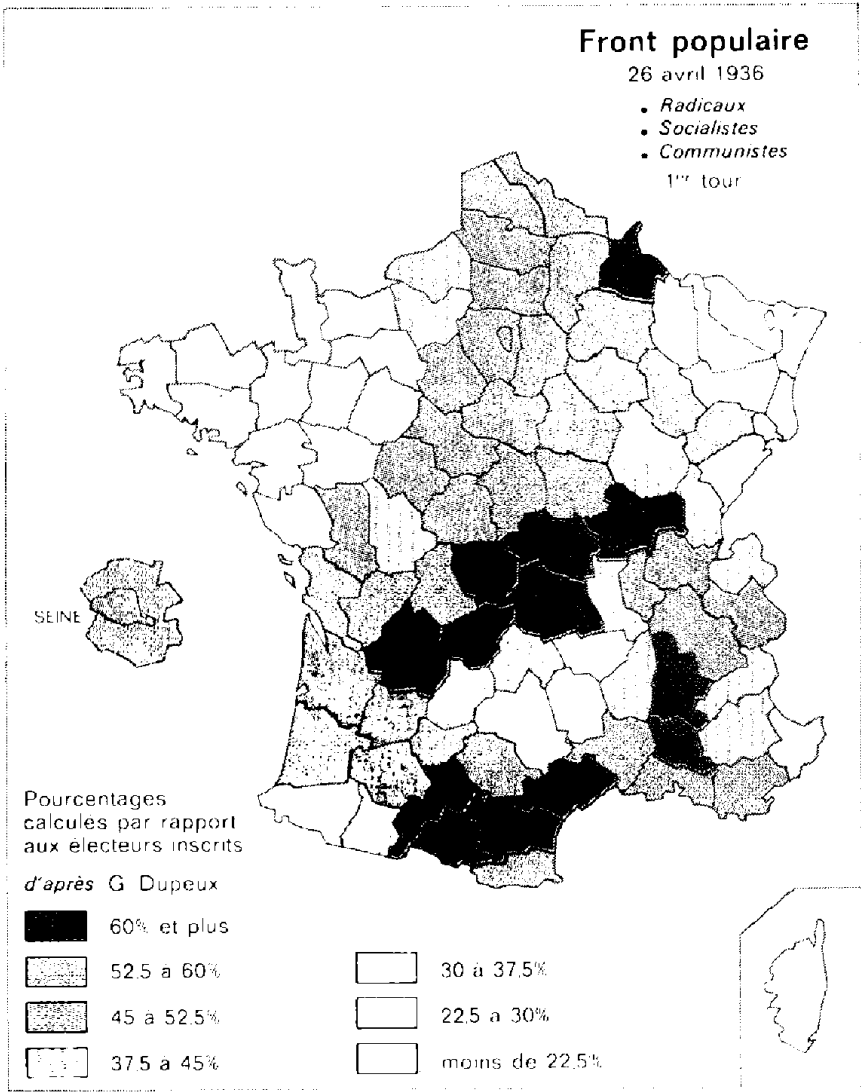 Front populaire
26 avril 1936
• Radicaux
• Socialistes
• Communistes
1er tour
SEINE
Pourcentages
calculés par rapport
aux électeurs inscrits
d'après G Dupeux
60% et plus
52.5 à 60%
45 à 52.5%
37.5 à 45%
30 à 37,5%
22,5 a 30%
moins de 22.5%